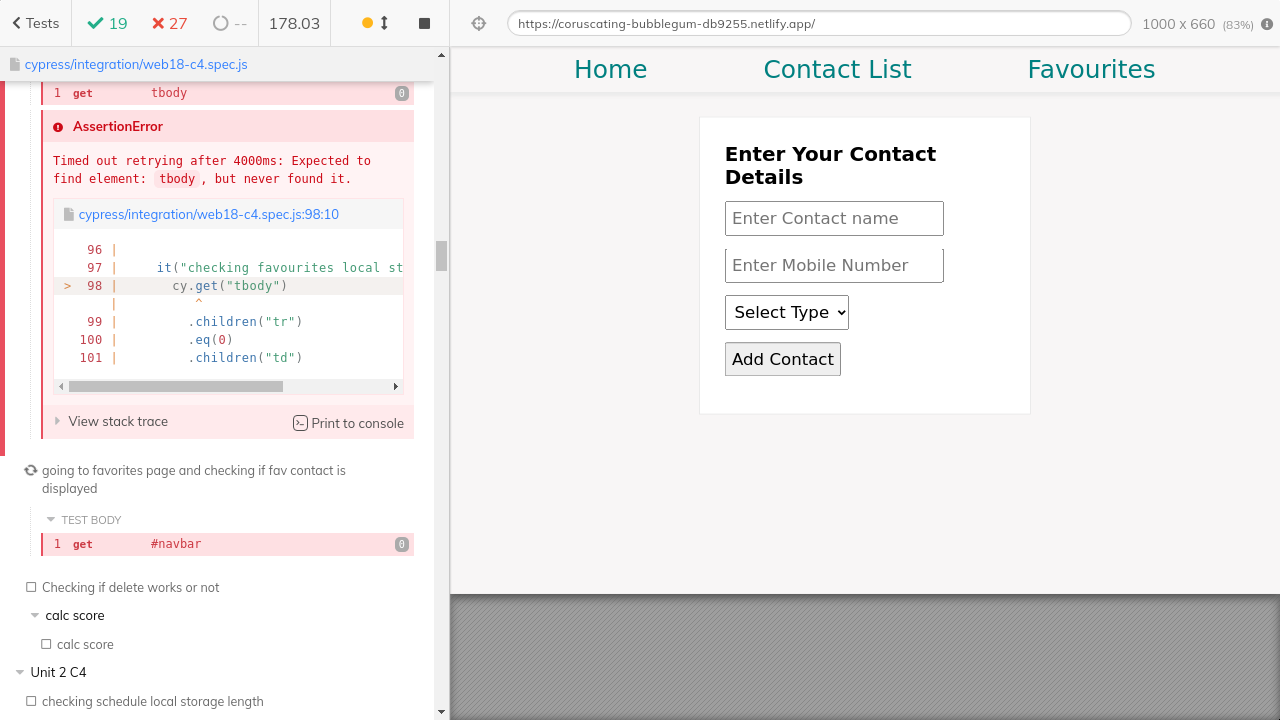 Tests
19
27
--
178.03
https://coruscating-bubblegum-db9255.netlify.app/
1000 x 660 (83%)
cypress/integration/web18-c4.spec.js
1 get tbody 0
AssertionError
Timed out retrying after 4000ms: Expected to
find element: tbody, but never found it.
cypress/integration/web18-c4.spec.js:98:10
96 |
97 | it("checking favourites local st
> 98 | cy.get("tbody")
| ^
99 | .children("tr")
100 | .eq(0)
101 | .children("td")
View stack trace
Print to console
going to favorites page and checking if fav contact is
displayed
TEST BODY
1 get #navbar 0
Checking if delete works or not
calc score
calc score
Unit 2 C4
checking schedule local storage length
Home
Contact List
Favourites
Enter Your Contact
Details
Enter Contact name
Enter Mobile Number
Select Type
Add Contact